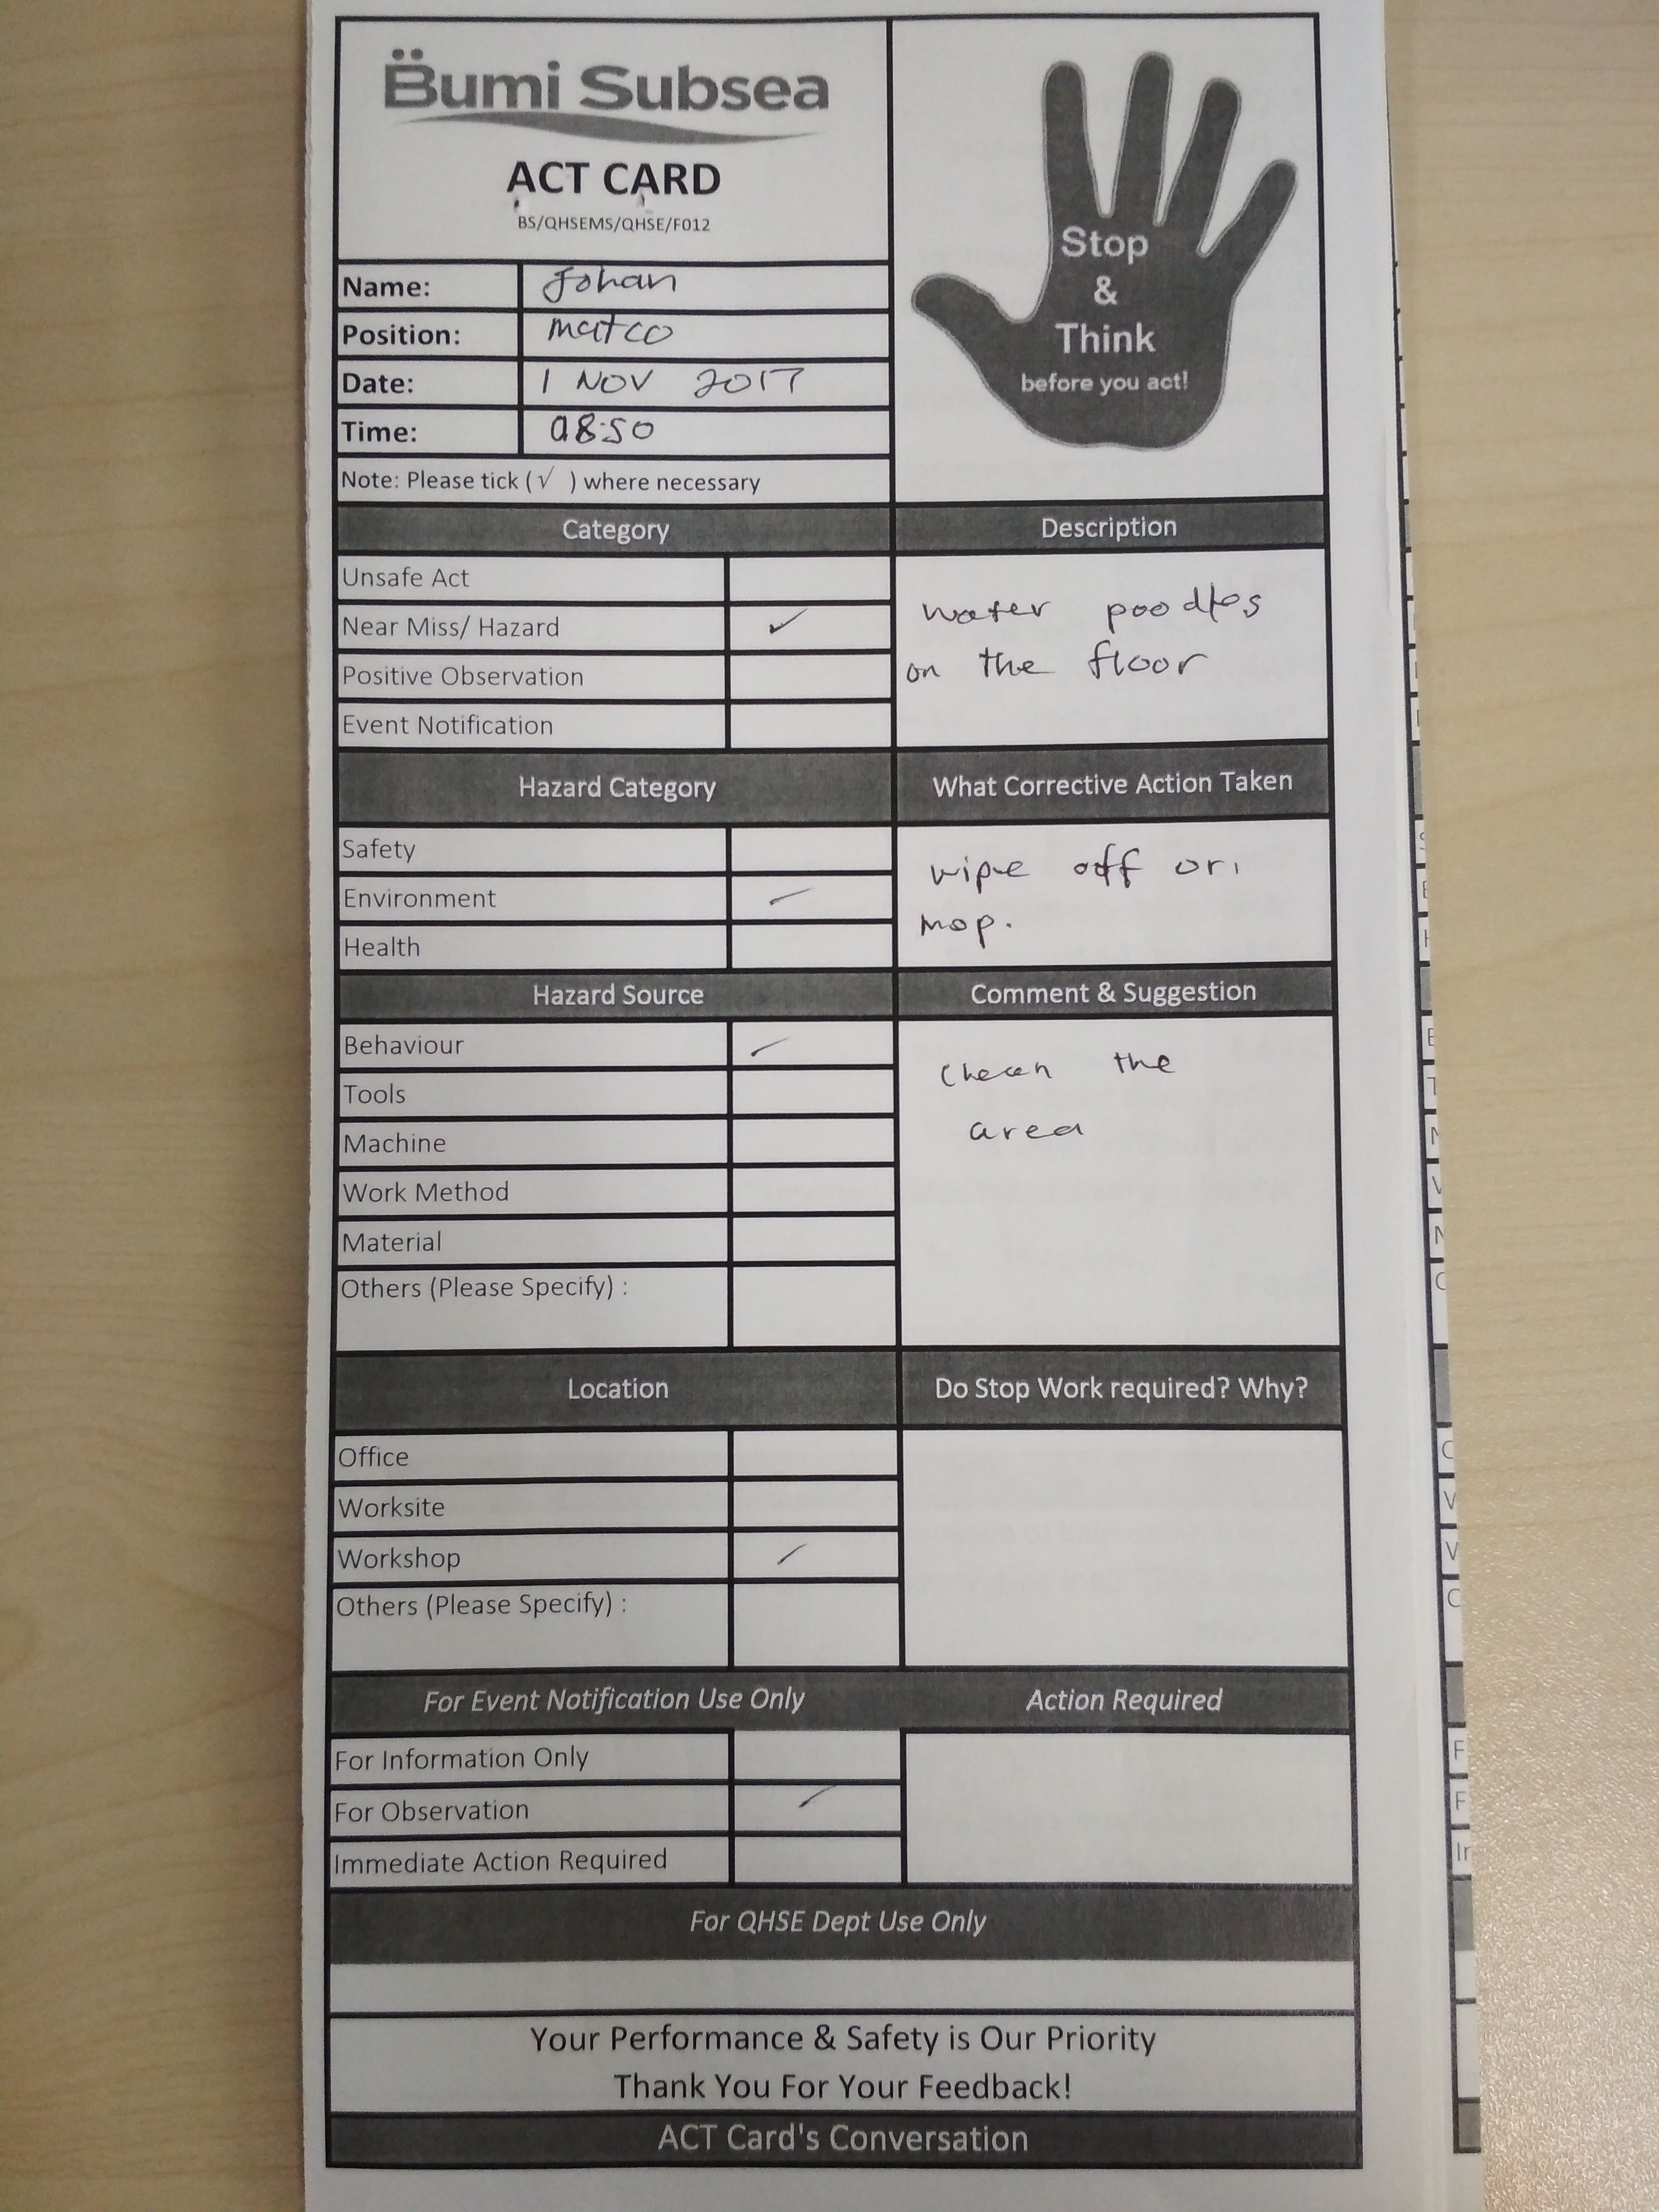 Bumi Subsea
ACT CARD
BS/QHSEMS/QHSE/F012
Stop
&
Think
before you act!
Name: Johan
Position: matco
Date: 1 NOV 2017
Time: 08:50
Note: Please tick (√ ) where necessary
Category
Description
Unsafe Act
Near Miss/ Hazard ✓
Positive Observation
Event Notification
water poodles
on the floor
Hazard Category
What Corrective Action Taken
Safety
Environment ✓
Health
wipe off or
mop.
Hazard Source
Comment & Suggestion
Behaviour ✓
Tools
Machine
Work Method
Material
Others (Please Specify) :
the
area
Location
Do Stop Work required? Why?
Office
Worksite
Workshop ✓
Others (Please Specify) :
For Event Notification Use Only
Action Required
For Information Only
For Observation ✓
Immediate Action Required
For QHSE Dept Use Only
Your Performance & Safety is Our Priority
Thank You For Your Feedback!
ACT Card's Conversation